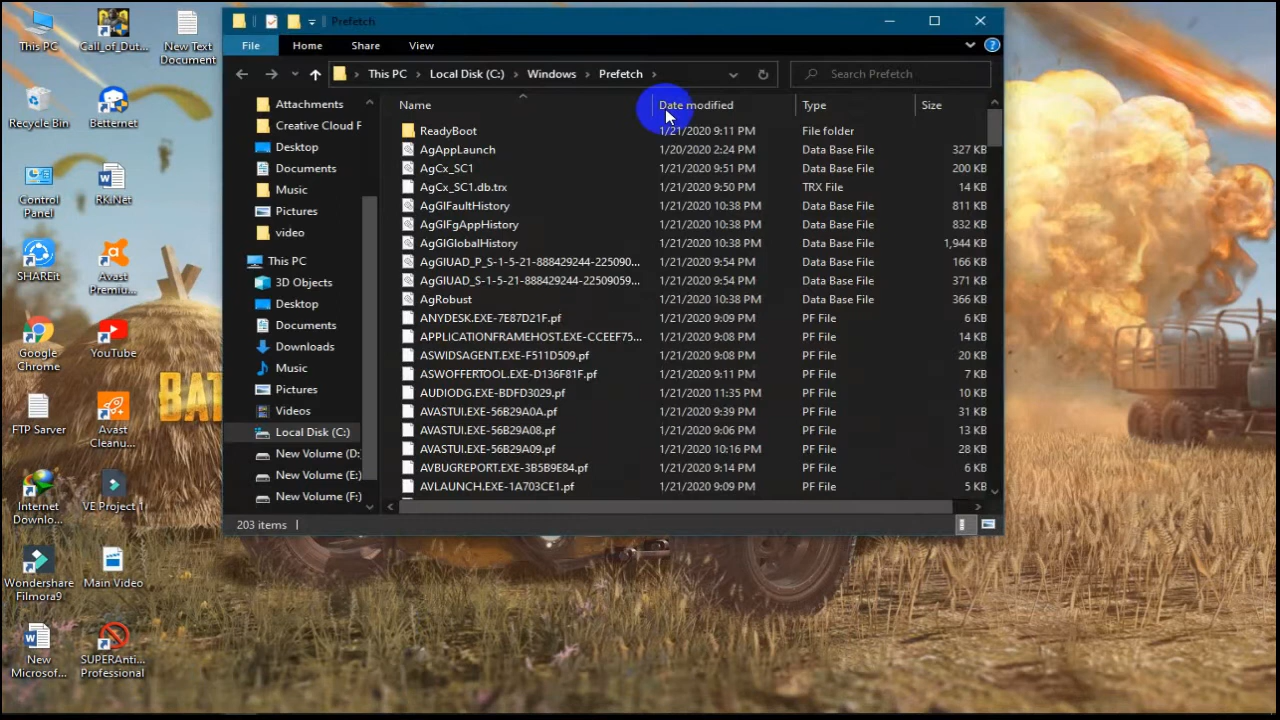 Prefetch
File
Home
Share
View
This PC
Local Disk (C:)
Windows
Prefetch
Search Prefetch
Name
Date modified
Type
Size
ReadyBoot 1/21/2020 9:11 PM File folder
AgAppLaunch 1/20/2020 2:24 PM Data Base File 327 KB
AgCx_SC1 1/21/2020 9:51 PM Data Base File 200 KB
AgCx_SC1.db.trx 1/21/2020 9:50 PM TRX File 14 KB
AgGlFaultHistory 1/21/2020 10:38 PM Data Base File 811 KB
AgGlFgAppHistory 1/21/2020 10:38 PM Data Base File 832 KB
AgGlGlobalHistory 1/21/2020 10:38 PM Data Base File 1,944 KB
AgGlUAD_P_S-1-5-21-888429244-225090... 1/21/2020 9:54 PM Data Base File 166 KB
AgGlUAD_S-1-5-21-888429244-22509059... 1/21/2020 9:54 PM Data Base File 371 KB
AgRobust 1/21/2020 10:38 PM Data Base File 366 KB
ANYDESK.EXE-7E87D21F.pf 1/21/2020 9:09 PM PF File 6 KB
APPLICATIONFRAMEHOST.EXE-CCEEF75... 1/21/2020 9:08 PM PF File 14 KB
ASWIDSAGENT.EXE-F511D509.pf 1/21/2020 9:08 PM PF File 20 KB
ASWOFFERTOOL.EXE-D136F81F.pf 1/21/2020 9:11 PM PF File 7 KB
AUDIODG.EXE-BDFD3029.pf 1/21/2020 11:35 PM PF File 10 KB
AVASTUI.EXE-56B29A0A.pf 1/21/2020 9:39 PM PF File 31 KB
AVASTUI.EXE-56B29A08.pf 1/21/2020 9:06 PM PF File 13 KB
AVASTUI.EXE-56B29A09.pf 1/21/2020 10:16 PM PF File 28 KB
AVBUGREPORT.EXE-3B5B9E84.pf 1/21/2020 9:14 PM PF File 6 KB
AVLAUNCH.EXE-1A703CE1.pf 1/21/2020 9:09 PM PF File 5 KB
Attachments
Creative Cloud F
Desktop
Documents
Music
Pictures
video
This PC
3D Objects
Desktop
Documents
Downloads
Music
Pictures
Videos
Local Disk (C:)
New Volume (D:
New Volume (E:)
New Volume (F:)
203 items
This PC
Call_of_Dut...
New Text
Document
Recycle Bin
Betternet
Control
Panel
RK.Net
SHAREit
Avast
Premiu...
Google
Chrome
YouTube
FTP Sarver
Avast
Cleanu...
Internet
Downlo...
VE Project 1
Wondershare
Filmora9
Main Video
New
Microsof...
SUPERAnti...
Professional
BAT